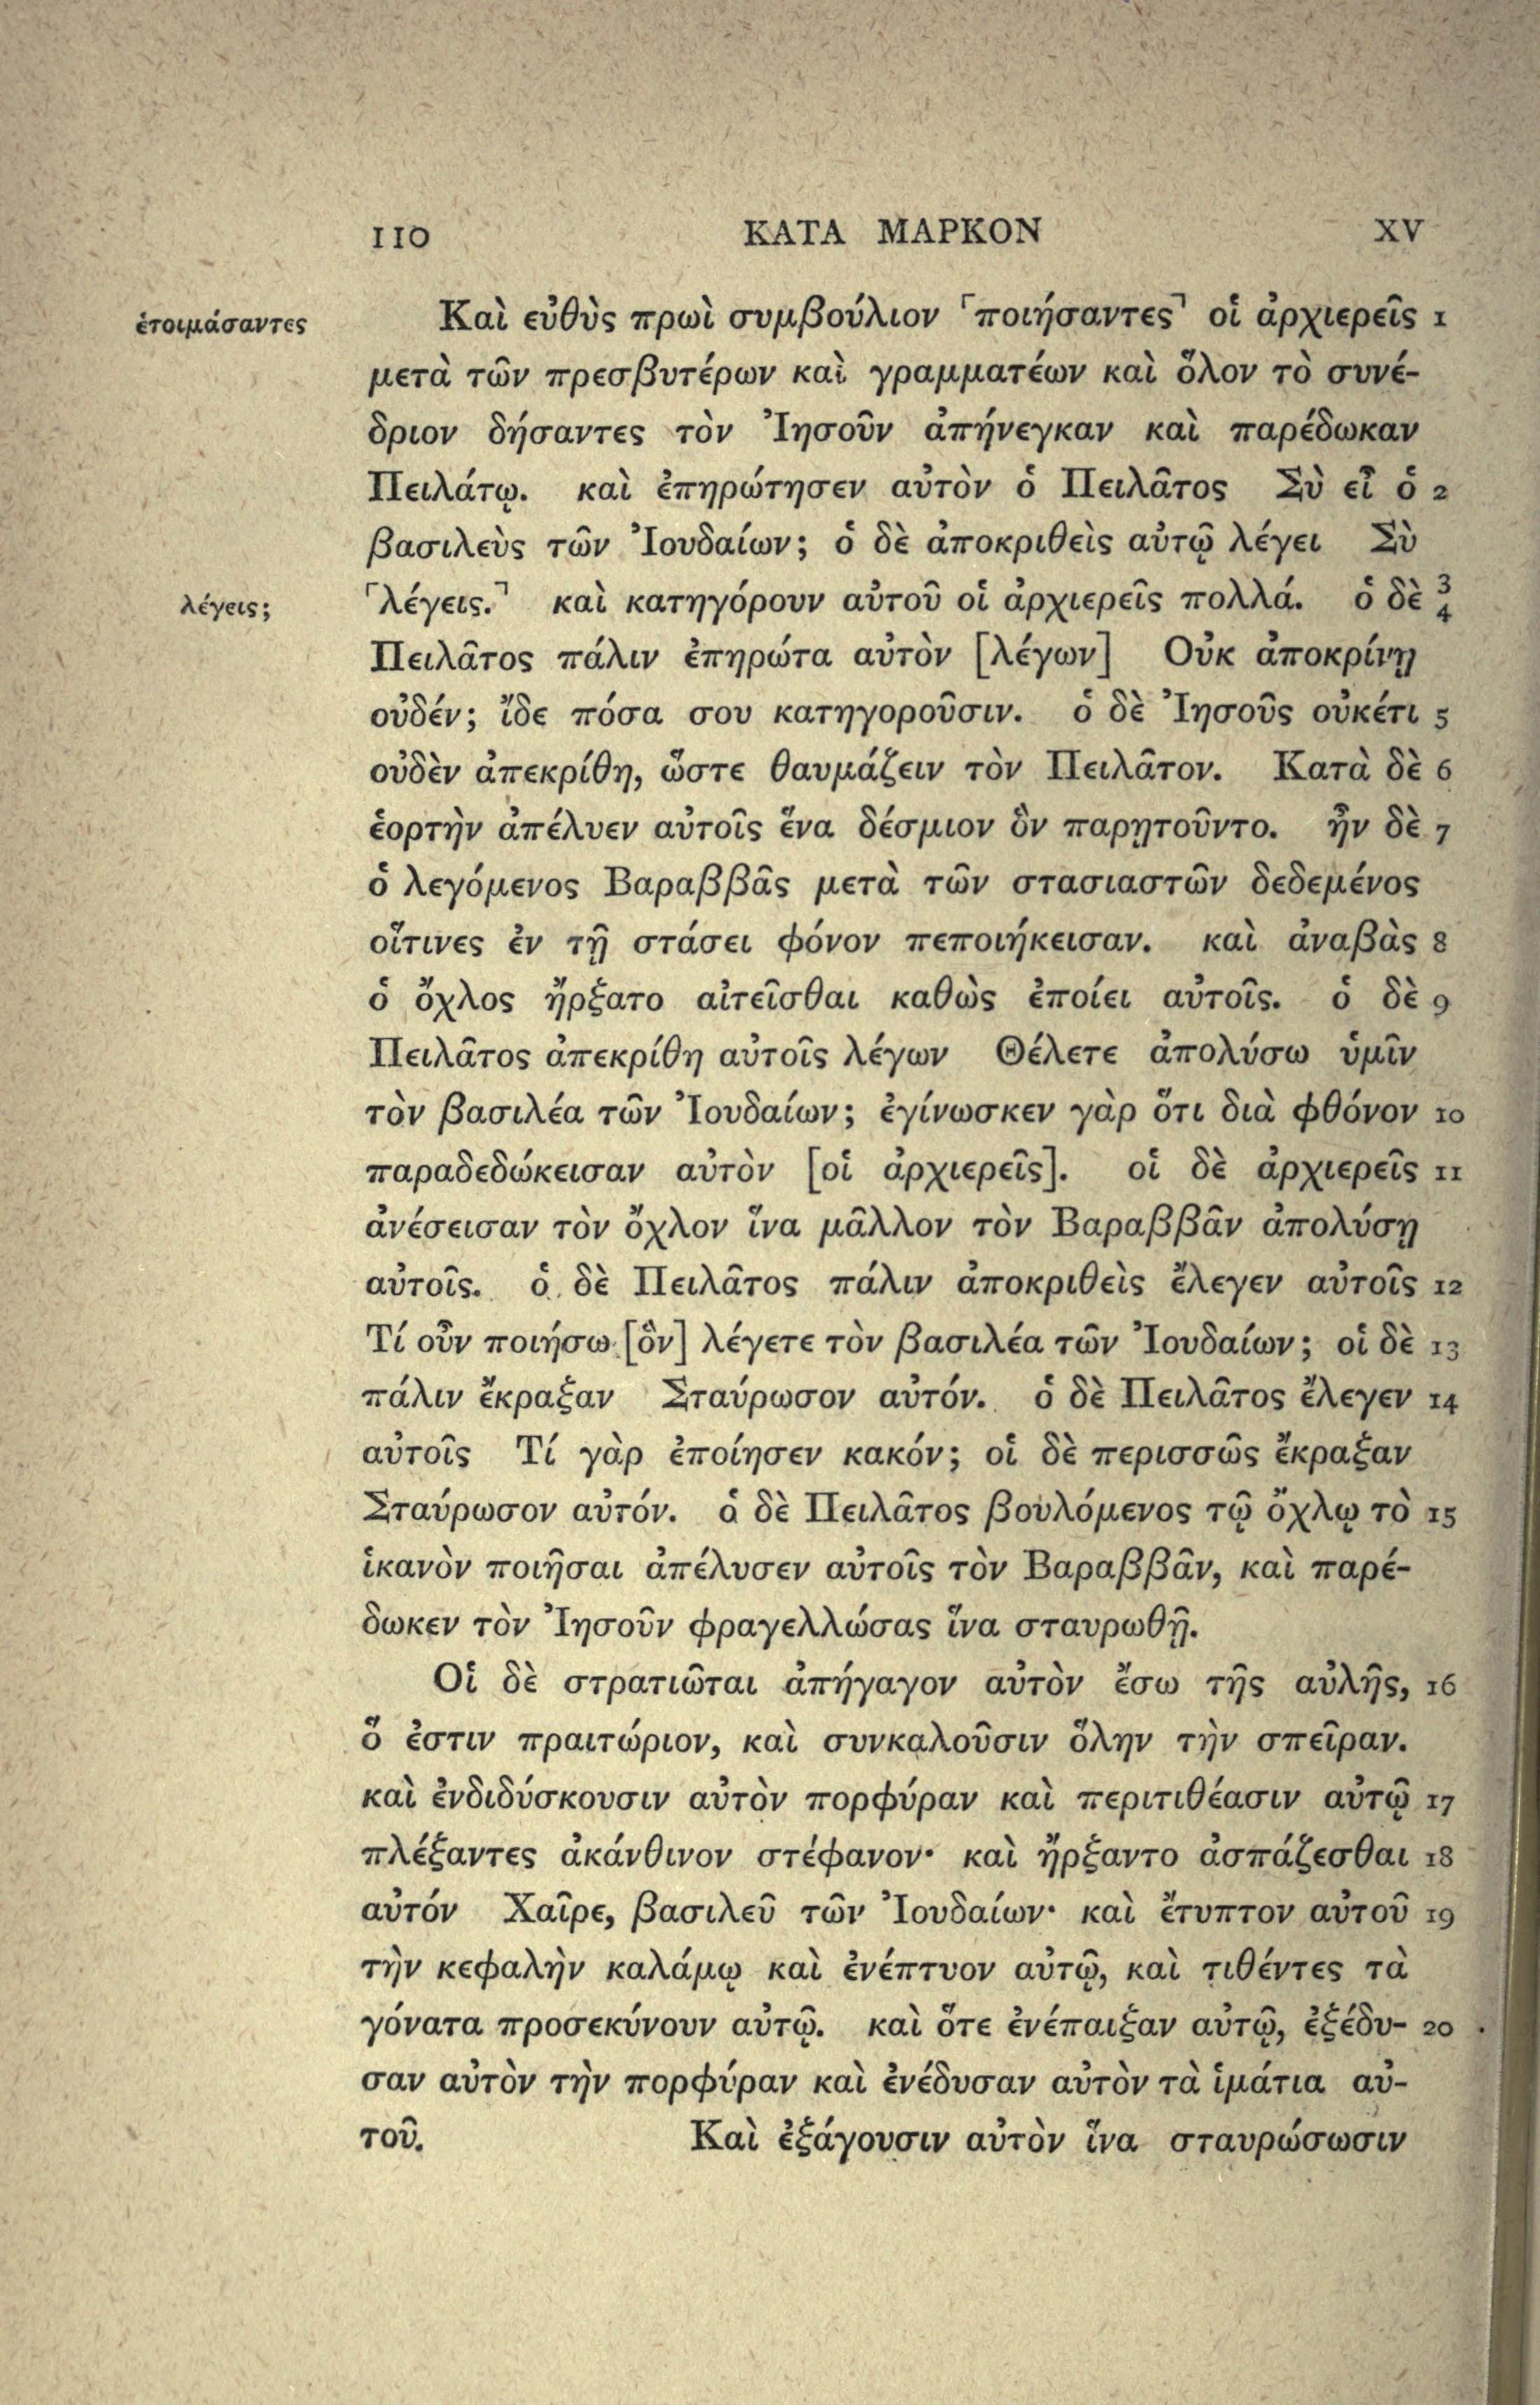 110 ΚΑΤΑ ΜΑΡΚΟΝ XV
ἑτοιμάσαντες Καὶ εὐθὺς πρωὶ συμβούλιον ⌜ποιήσαντες⌝ οἱ ἀρχιερεῖς 1
μετὰ τῶν πρεσβυτέρων καὶ γραμματέων καὶ ὅλον τὸ συνέ-
δριον δήσαντες τὸν Ἰησοῦν ἀπήνεγκαν καὶ παρέδωκαν
Πειλάτῳ. καὶ ἐπηρώτησεν αὐτὸν ὁ Πειλᾶτος Σὺ εἶ ὁ 2
βασιλεὺς τῶν Ἰουδαίων; ὁ δὲ ἀποκριθεὶς αὐτῷ λέγει Σὺ
λέγεις; ⌜λέγεις.⌝ καὶ κατηγόρουν αὐτοῦ οἱ ἀρχιερεῖς πολλά. ὁ δὲ 3 4
Πειλᾶτος πάλιν ἐπηρώτα αὐτὸν [λέγων] Οὐκ ἀποκρίνῃ
οὐδέν; ἴδε πόσα σου κατηγοροῦσιν. ὁ δὲ Ἰησοῦς οὐκέτι 5
οὐδὲν ἀπεκρίθη, ὥστε θαυμάζειν τὸν Πειλᾶτον. Κατὰ δὲ 6
ἑορτὴν ἀπέλυεν αὐτοῖς ἕνα δέσμιον ὃν παρῃτοῦντο. ἦν δὲ 7
ὁ λεγόμενος Βαραββᾶς μετὰ τῶν στασιαστῶν δεδεμένος
οἵτινες ἐν τῇ στάσει φόνον πεποιήκεισαν. καὶ ἀναβὰς 8
ὁ ὄχλος ἤρξατο αἰτεῖσθαι καθὼς ἐποίει αὐτοῖς. ὁ δὲ 9
Πειλᾶτος ἀπεκρίθη αὐτοῖς λέγων Θέλετε ἀπολύσω ὑμῖν
τὸν βασιλέα τῶν Ἰουδαίων; ἐγίνωσκεν γὰρ ὅτι διὰ φθόνον 10
παραδεδώκεισαν αὐτὸν [οἱ ἀρχιερεῖς]. οἱ δὲ ἀρχιερεῖς 11
ἀνέσεισαν τὸν ὄχλον ἵνα μᾶλλον τὸν Βαραββᾶν ἀπολύσῃ
αὐτοῖς. ὁ δὲ Πειλᾶτος πάλιν ἀποκριθεὶς ἔλεγεν αὐτοῖς 12
Τί οὖν ποιήσω [ὃν] λέγετε τὸν βασιλέα τῶν Ἰουδαίων; οἱ δὲ 13
πάλιν ἔκραξαν Σταύρωσον αὐτόν. ὁ δὲ Πειλᾶτος ἔλεγεν 14
αὐτοῖς Τί γὰρ ἐποίησεν κακόν; οἱ δὲ περισσῶς ἔκραξαν
Σταύρωσον αὐτόν. ὁ δὲ Πειλᾶτος βουλόμενος τῷ ὄχλῳ τὸ 15
ἱκανὸν ποιῆσαι ἀπέλυσεν αὐτοῖς τὸν Βαραββᾶν, καὶ παρέ-
δωκεν τὸν Ἰησοῦν φραγελλώσας ἵνα σταυρωθῇ.
Οἱ δὲ στρατιῶται ἀπήγαγον αὐτὸν ἔσω τῆς αὐλῆς, 16
ὅ ἐστιν πραιτώριον, καὶ συνκαλοῦσιν ὅλην τὴν σπεῖραν.
καὶ ἐνδιδύσκουσιν αὐτὸν πορφύραν καὶ περιτιθέασιν αὐτῷ 17
πλέξαντες ἀκάνθινον στέφανον· καὶ ἤρξαντο ἀσπάζεσθαι 18
αὐτόν Χαῖρε, βασιλεῦ τῶν Ἰουδαίων· καὶ ἔτυπτον αὐτοῦ 19
τὴν κεφαλὴν καλάμῳ καὶ ἐνέπτυον αὐτῷ, καὶ τιθέντες τὰ
γόνατα προσεκύνουν αὐτῷ. καὶ ὅτε ἐνέπαιξαν αὐτῷ, ἐξέδυ- 20
σαν αὐτὸν τὴν πορφύραν καὶ ἐνέδυσαν αὐτὸν τὰ ἱμάτια αὐ-
τοῦ. Καὶ ἐξάγουσιν αὐτὸν ἵνα σταυρώσωσιν